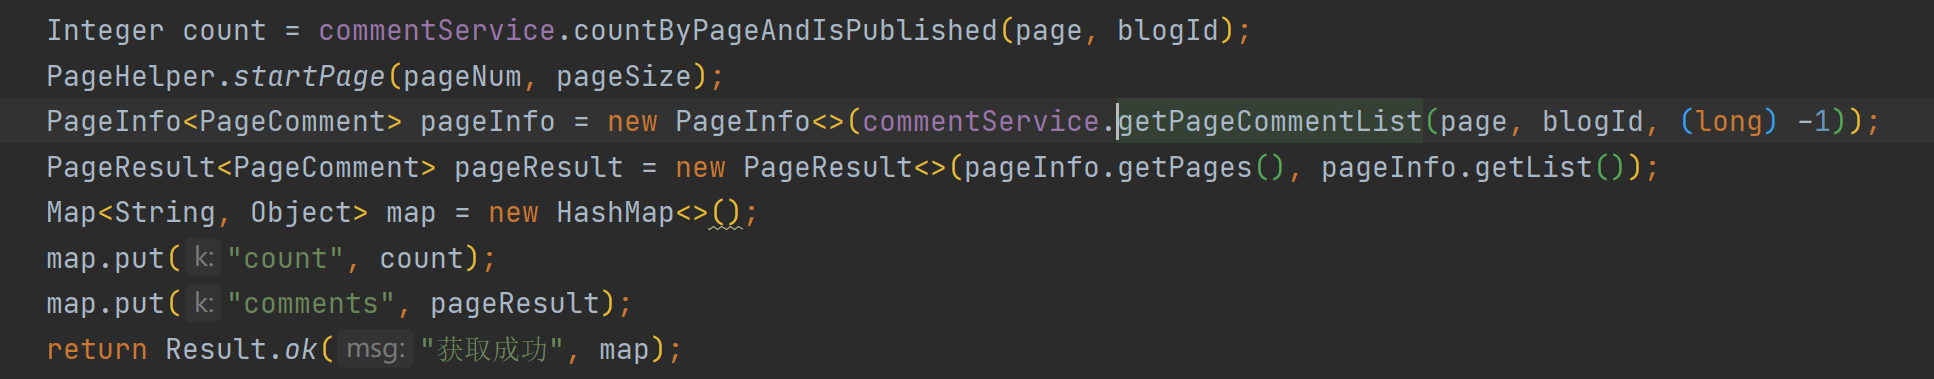 Integer count = commentService.countByPageAndIsPublished(page, blogId);
PageHelper.startPage(pageNum, pageSize);
PageInfo<PageComment> pageInfo = new PageInfo<>(commentService.getPageCommentList(page, blogId, (long) -1));
PageResult<PageComment> pageResult = new PageResult<>(pageInfo.getPages(), pageInfo.getList());
Map<String, Object> map = new HashMap<>();
map.put( k: "count", count);
map.put( k: "comments", pageResult);
return Result.ok( msg: "获取成功", map);